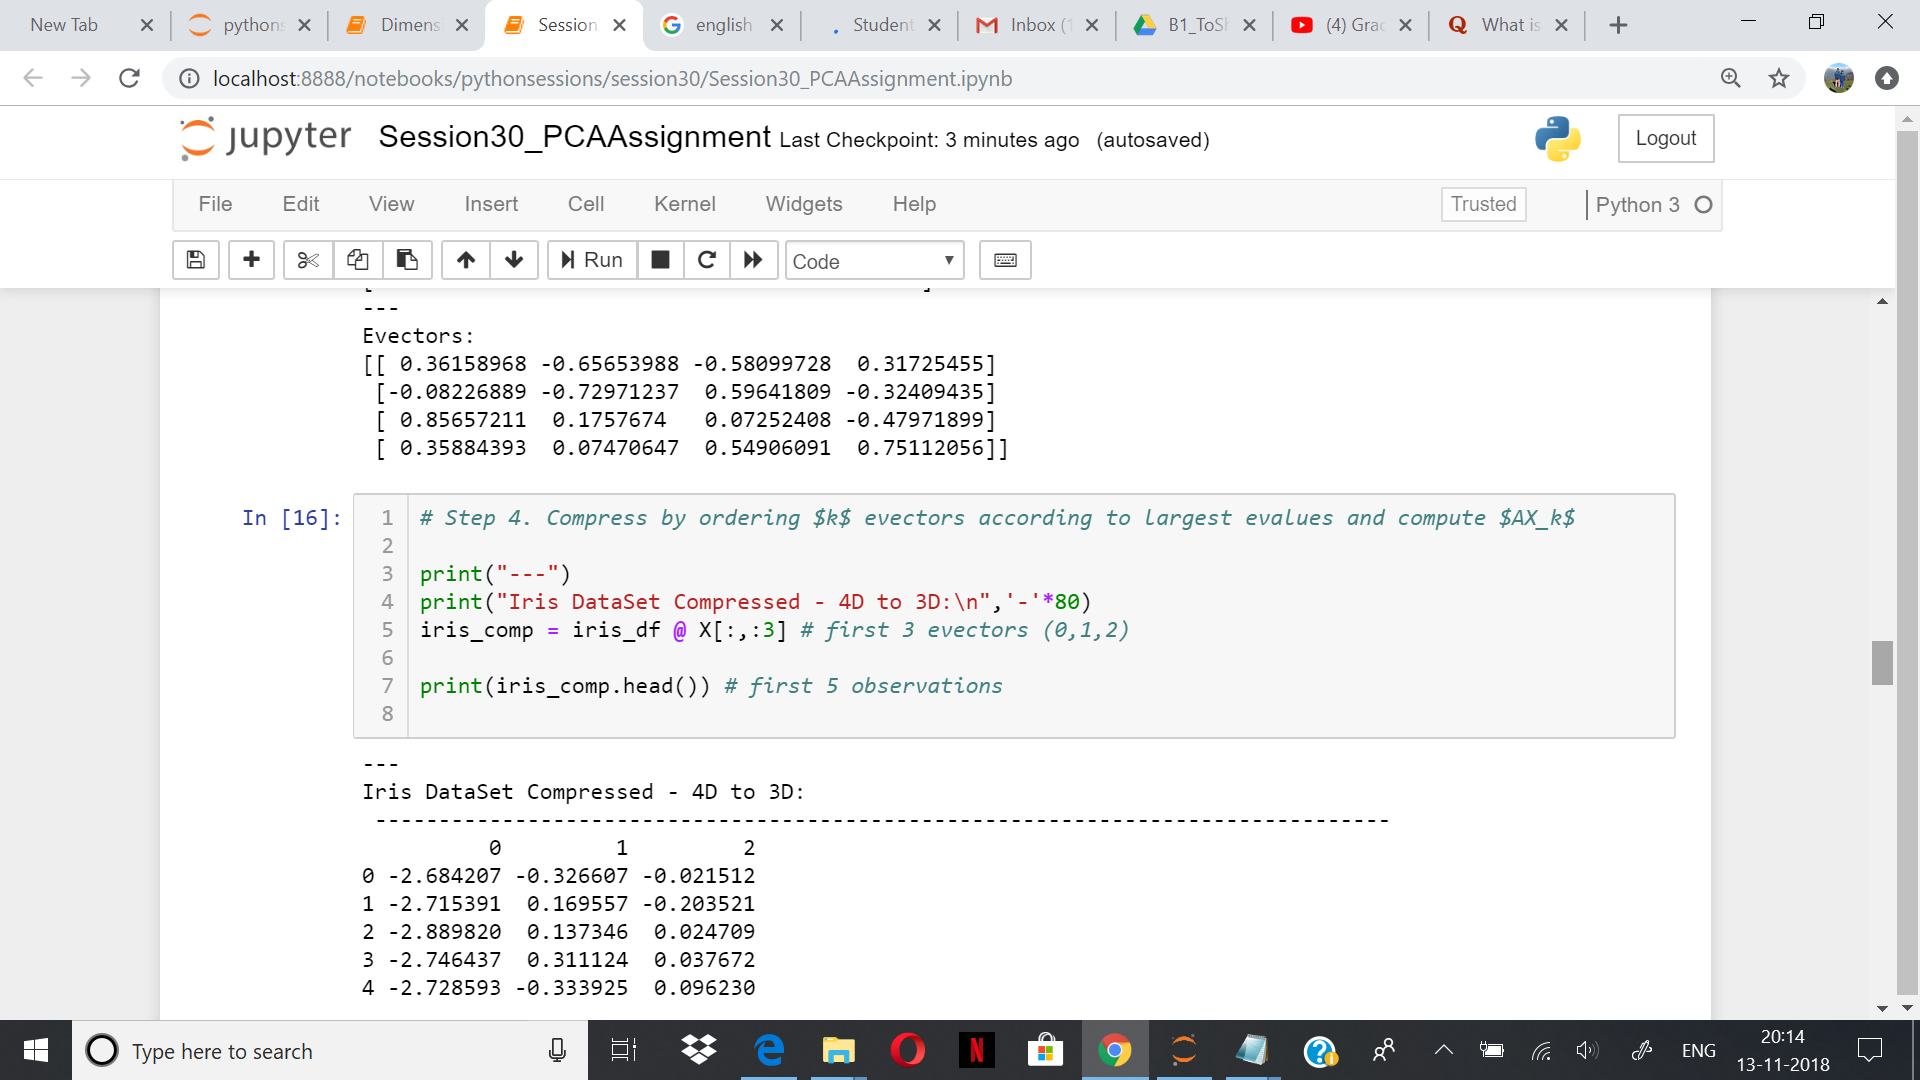 New Tab
python
Dimens
Session
english
Student
Inbox (1
B1_ToSh
(4) Grac
What is
localhost:8888/notebooks/pythonsessions/session30/Session30_PCAAssignment.ipynb
jupyter Session30_PCAAssignment Last Checkpoint: 3 minutes ago (autosaved)
Logout
File Edit View Insert Cell Kernel Widgets Help
Trusted
Python 3
Run
Code
---
Evectors:
[[ 0.36158968 -0.65653988 -0.58099728  0.31725455]
 [-0.08226889 -0.72971237  0.59641809 -0.32409435]
 [ 0.85657211  0.1757674   0.07252408 -0.47971899]
 [ 0.35884393  0.07470647  0.54906091  0.75112056]]
In [16]:
1 # Step 4. Compress by ordering $k$ evectors according to largest evalues and compute $AX_k$
2
3 print("---")
4 print("Iris DataSet Compressed - 4D to 3D:\n",'-'*80)
5 iris_comp = iris_df @ X[:,:3] # first 3 evectors (0,1,2)
6
7 print(iris_comp.head()) # first 5 observations
8
---
Iris DataSet Compressed - 4D to 3D:
 --------------------------------------------------------------------------------
          0         1         2
0 -2.684207 -0.326607 -0.021512
1 -2.715391  0.169557 -0.203521
2 -2.889820  0.137346  0.024709
3 -2.746437  0.311124  0.037672
4 -2.728593 -0.333925  0.096230
Type here to search
ENG
20:14
13-11-2018